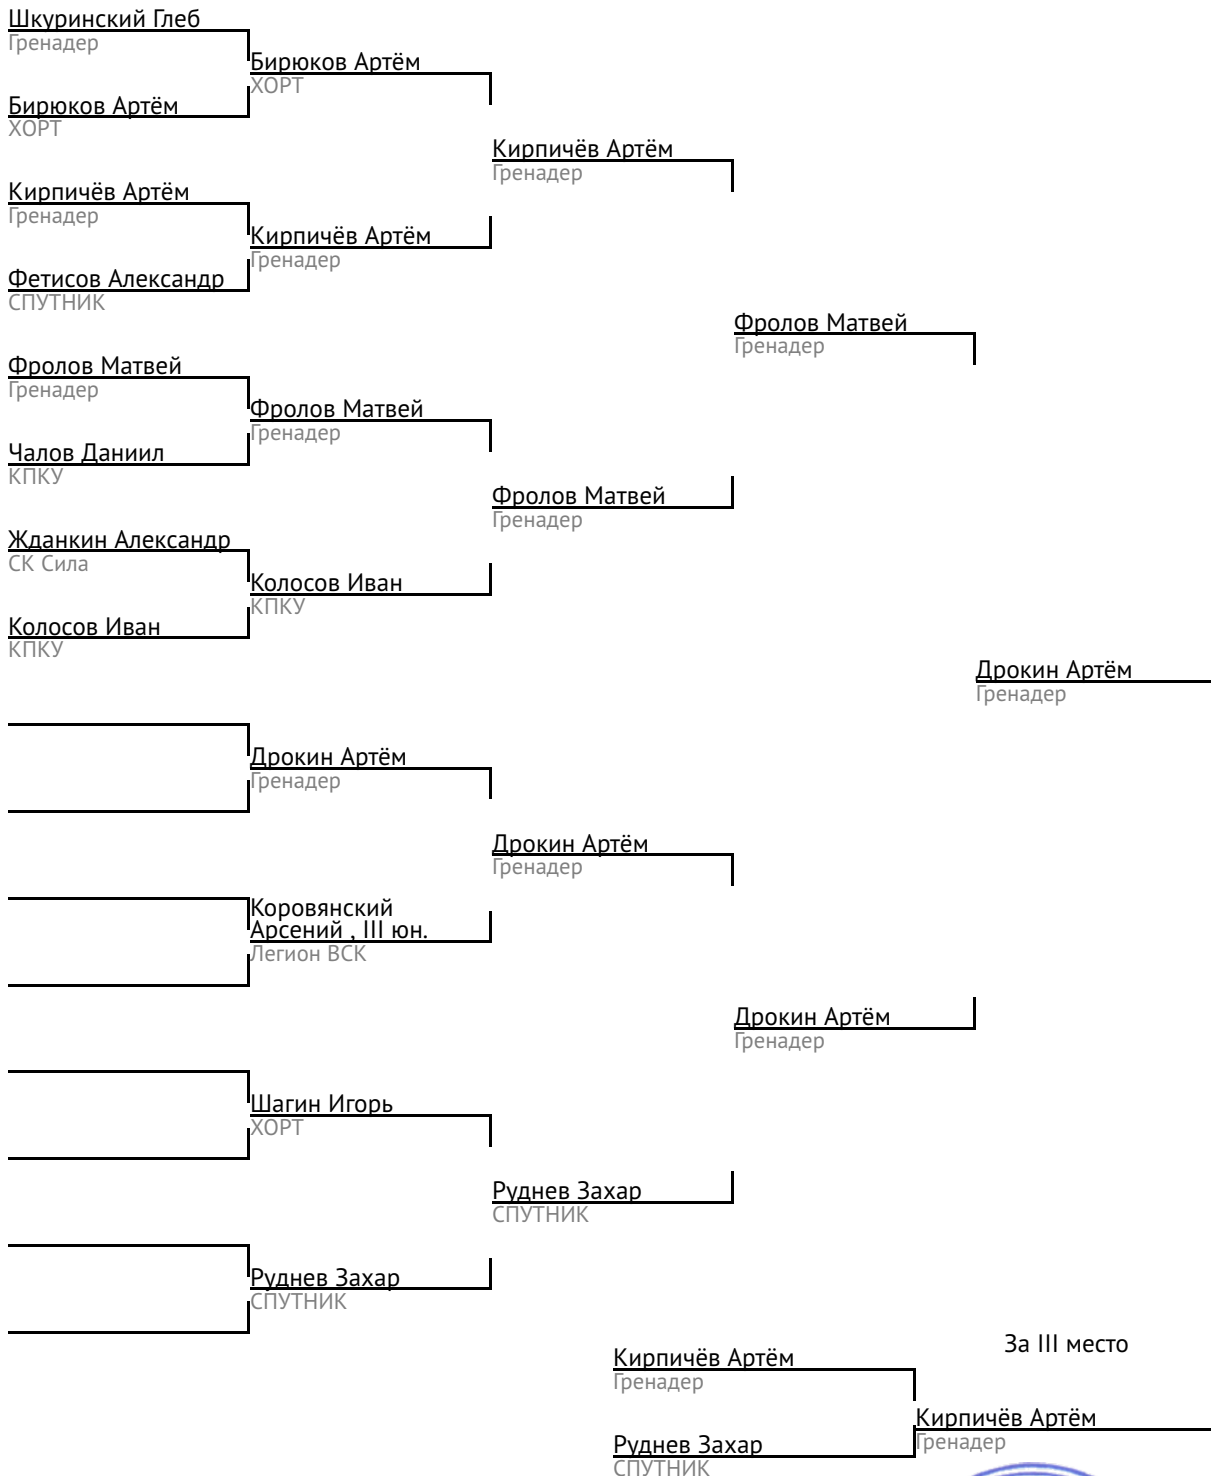 Шкуринский Глеб
Гренадер
Бирюков Артём
ХОРТ
Бирюков Артём
ХОРТ
Кирпичёв Артём
Гренадер
Кирпичёв Артём
Гренадер
Кирпичёв Артём
Гренадер
Фетисов Александр
СПУТНИК
Фролов Матвей
Гренадер
Фролов Матвей
Гренадер
Фролов Матвей
Гренадер
Чалов Даниил
КПКУ
Фролов Матвей
Гренадер
Жданкин Александр
СК Сила
Колосов Иван
КПКУ
Колосов Иван
КПКУ
Дрокин Артём
Гренадер
Дрокин Артём
Гренадер
Дрокин Артём
Гренадер
Коровянский
Арсений , III юн.
Легион ВСК
Дрокин Артём
Гренадер
Шагин Игорь
ХОРТ
Руднев Захар
СПУТНИК
Руднев Захар
СПУТНИК
За III место
Кирпичёв Артём
Гренадер
Кирпичёв Артём
Гренадер
Руднев Захар
СПУТНИК